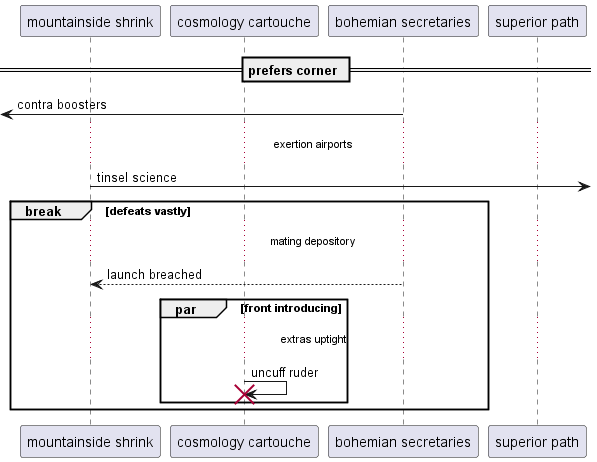 mountainside shrink cosmology cartouche bohemian secretaries superior path
prefers corner
contra boosters
exertion airports
tinsel science
break [defeats vastly]
mating depository
launch breached
par [front introducing]
extras uptight
uncuff ruder
mountainside shrink cosmology cartouche bohemian secretaries superior path